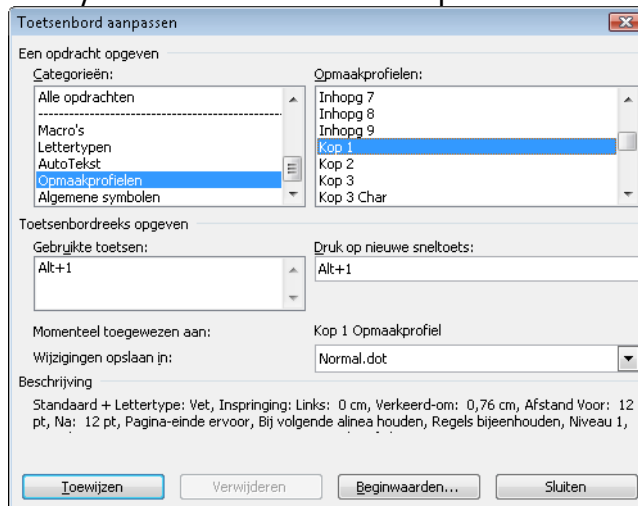 Toetsenbord aanpassen
Een opdracht opgeven
Categorieën:
Alle opdrachten
Macro's
Lettertypen
AutoTekst
Opmaakprofielen
Algemene symbolen
Opmaakprofielen:
Inhopg 7
Inhopg 8
Inhopg 9
Kop 1
Kop 2
Kop 3
Kop 3 Char
Toetsenbordreeks opgeven
Gebruikte toetsen:
Alt+1
Druk op nieuwe sneltoets:
Alt+1
Momenteel toegewezen aan:
Kop 1 Opmaakprofiel
Wijzigingen opslaan in:
Normal.dot
Beschrijving
Standaard + Lettertype: Vet, Inspringing: Links: 0 cm, Verkeerd-om: 0,76 cm, Afstand Voor: 12
pt, Na: 12 pt, Pagina-einde ervoor, Bij volgende alinea houden, Regels bijeenhouden, Niveau 1,
Toewijzen
Verwijderen
Beginwaarden...
Sluiten